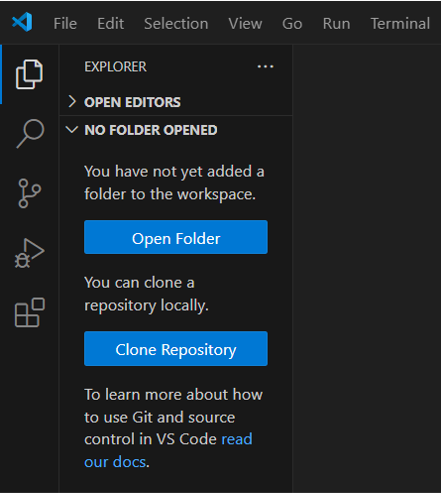 File Edit Selection View Go Run Terminal
EXPLORER
OPEN EDITORS
NO FOLDER OPENED
You have not yet added a
folder to the workspace.
Open Folder
You can clone a
repository locally.
Clone Repository
To learn more about how
to use Git and source
control in VS Code read
our docs.